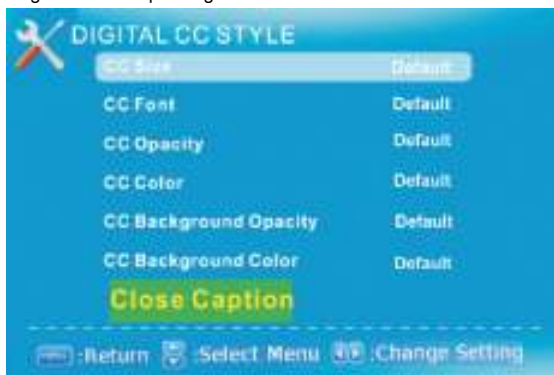 DIGITAL CC STYLE
CC Size Default
CC Font Default
CC Opacity Default
CC Color Default
CC Background Opacity Default
CC Background Color Default
Close Caption
:Return :Select Menu :Change Setting